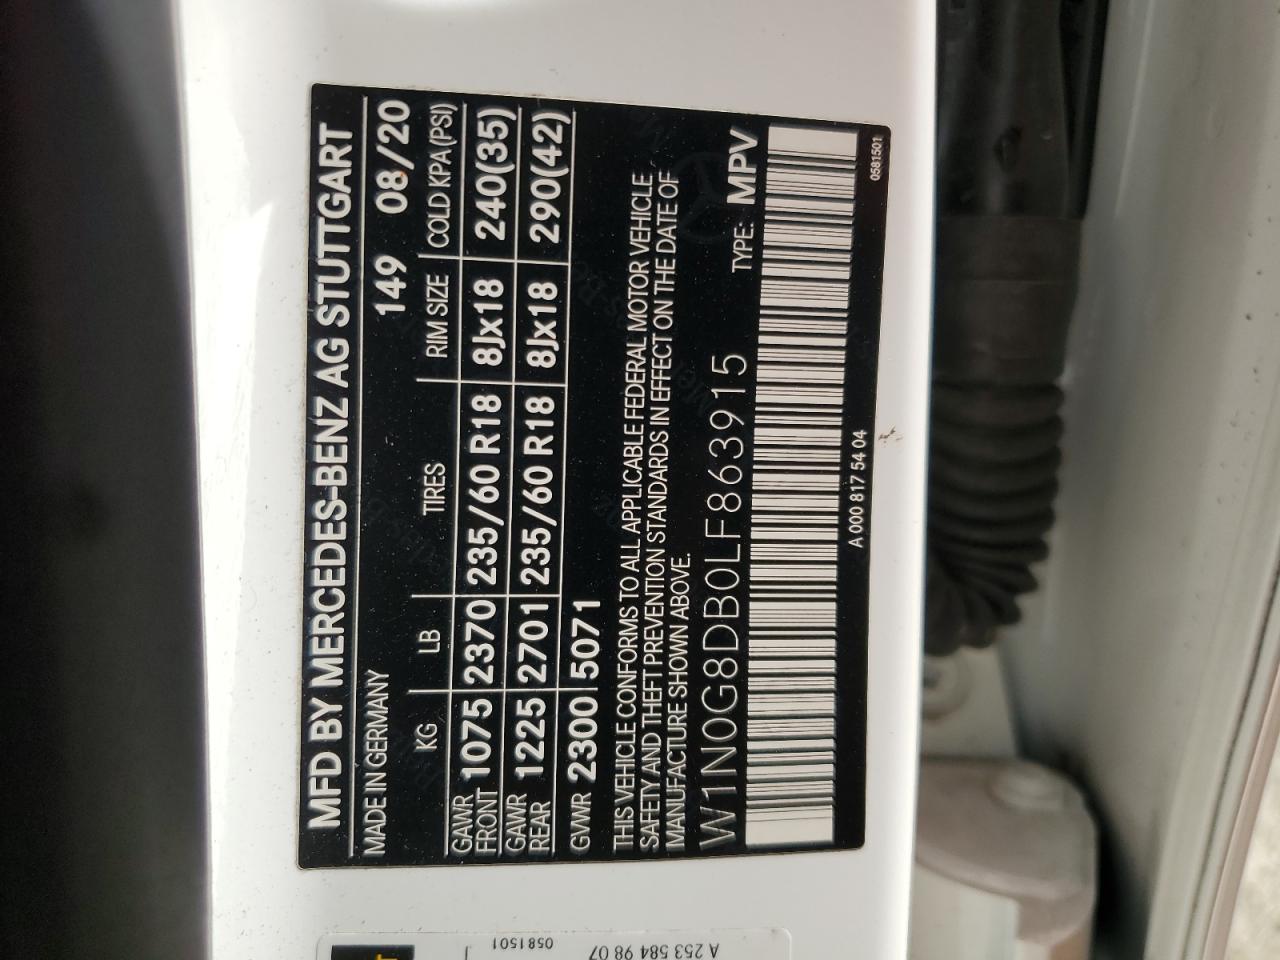 MFD BY MERCEDES-BENZ AG STUTTGART
MADE IN GERMANY 149 08/20
KG LB TIRES RIM SIZE COLD KPA(PSI)
GAWR FRONT 1075 2370 235/60 R18 8Jx18 240(35)
GAWR REAR 1225 2701 235/60 R18 8Jx18 290(42)
GVWR 2300 5071
THIS VEHICLE CONFORMS TO ALL APPLICABLE FEDERAL MOTOR VEHICLE
SAFETY AND THEFT PREVENTION STANDARDS IN EFFECT ON THE DATE OF
MANUFACTURE SHOWN ABOVE.
TYPE: MPV
W1N0G8DB0LF863915
A 000 817 54 04
0581501
0581501
A 253 584 98 07